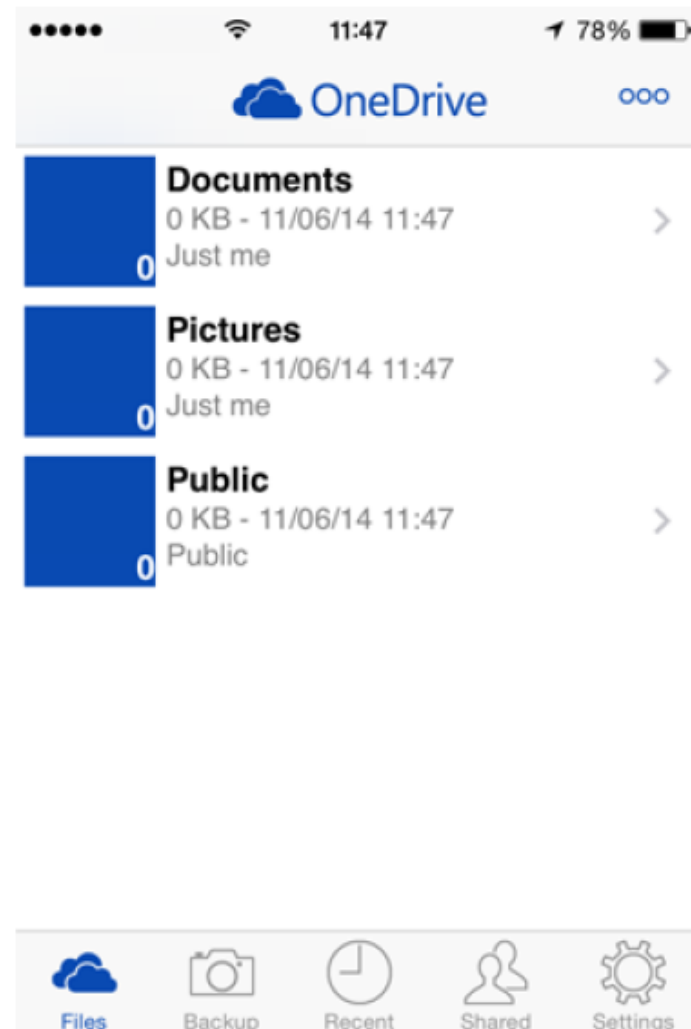 11:47 78%
OneDrive
Documents
0 KB - 11/06/14 11:47
Just me
0
Pictures
0 KB - 11/06/14 11:47
Just me
0
Public
0 KB - 11/06/14 11:47
Public
0
Files Backup Recent Shared Settings